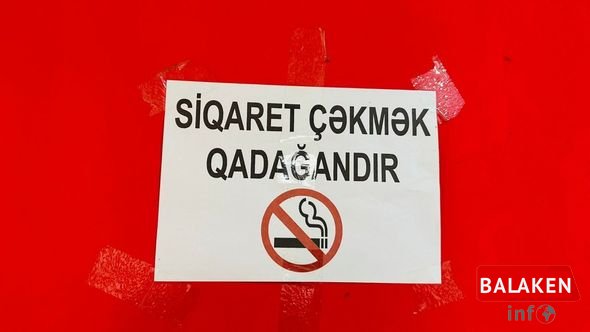 SİQARET ÇƏKMƏK
QADAĞANDIR
BALAKEN
info